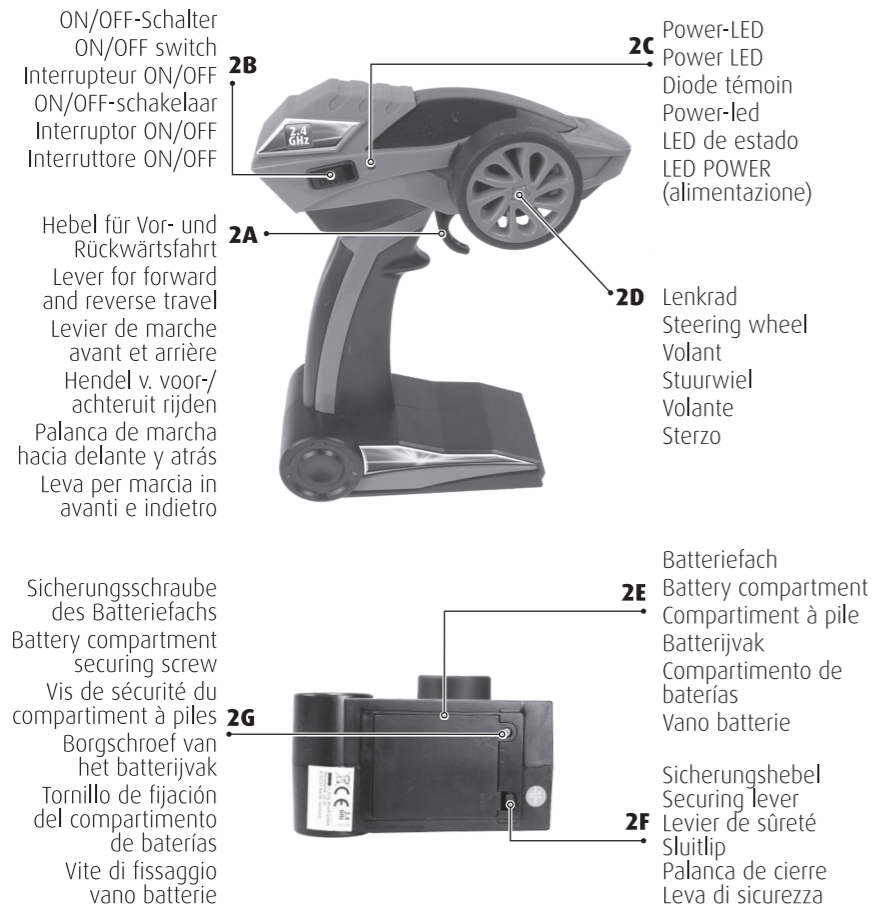 ON/OFF-Schalter
ON/OFF switch
Interrupteur ON/OFF
ON/OFF-schakelaar
Interruptor ON/OFF
Interruttore ON/OFF
2B
2C
Power-LED
Power LED
Diode témoin
Power-led
LED de estado
LED POWER
(alimentazione)
2.4
GHz
Hebel für Vor- und
Rückwärtsfahrt
Lever for forward
and reverse travel
Levier de marche
avant et arrière
Hendel v. voor-/
achteruit rijden
Palanca de marcha
hacia delante y atrás
Leva per marcia in
avanti e indietro
2A
2D
Lenkrad
Steering wheel
Volant
Stuurwiel
Volante
Sterzo
Sicherungsschraube
des Batteriefachs
Battery compartment
securing screw
Vis de sécurité du
compartiment à piles
Borgschroef van
het batterijvak
Tornillo de fijación
del compartimento
de baterías
Vite di fissaggio
vano batterie
2G
2E
Batteriefach
Battery compartment
Compartiment à pile
Batterijvak
Compartimento de
baterías
Vano batterie
CE
2.4
GHz
2F
Sicherungshebel
Securing lever
Levier de sûreté
Sluitlip
Palanca de cierre
Leva di sicurezza